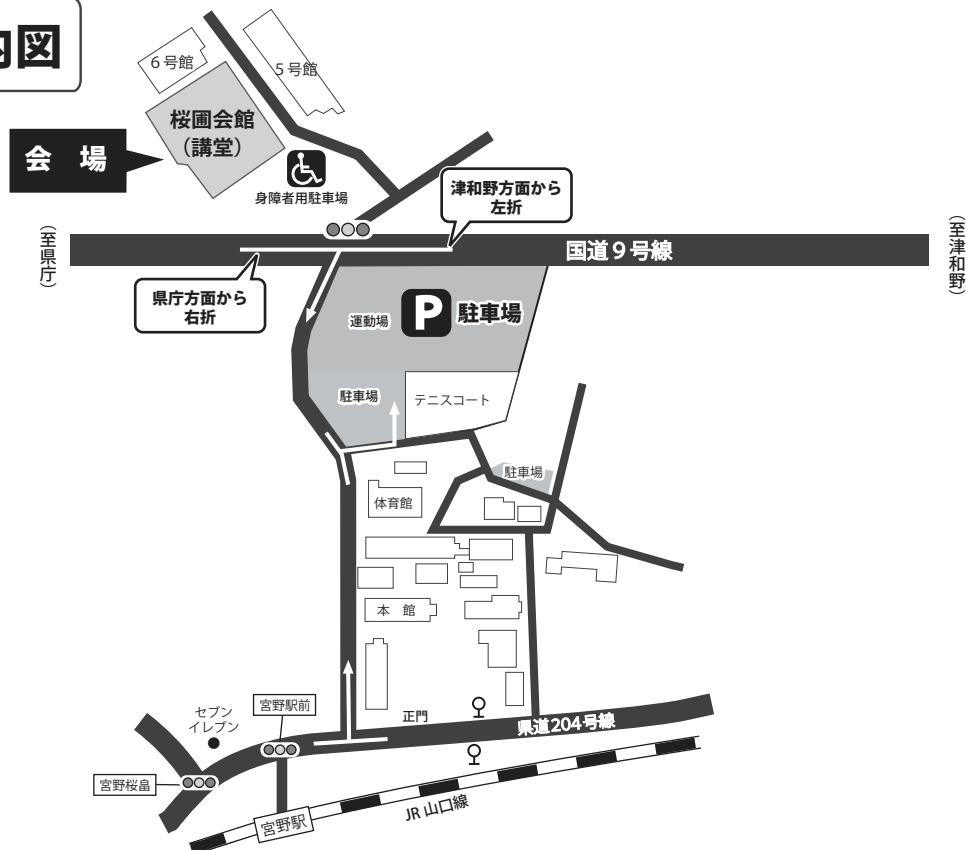 内図
6号館
5号館
桜圃会館
（講堂）
会　場
身障者用駐車場
津和野方面から
左折
（至県庁）
国道９号線
（至津和野）
県庁方面から
右折
運動場
P 駐車場
駐車場
テニスコート
駐車場
体育館
本　館
セブン
イレブン
宮野駅前
正門
県道204号線
宮野桜畠
宮野駅
JR 山口線